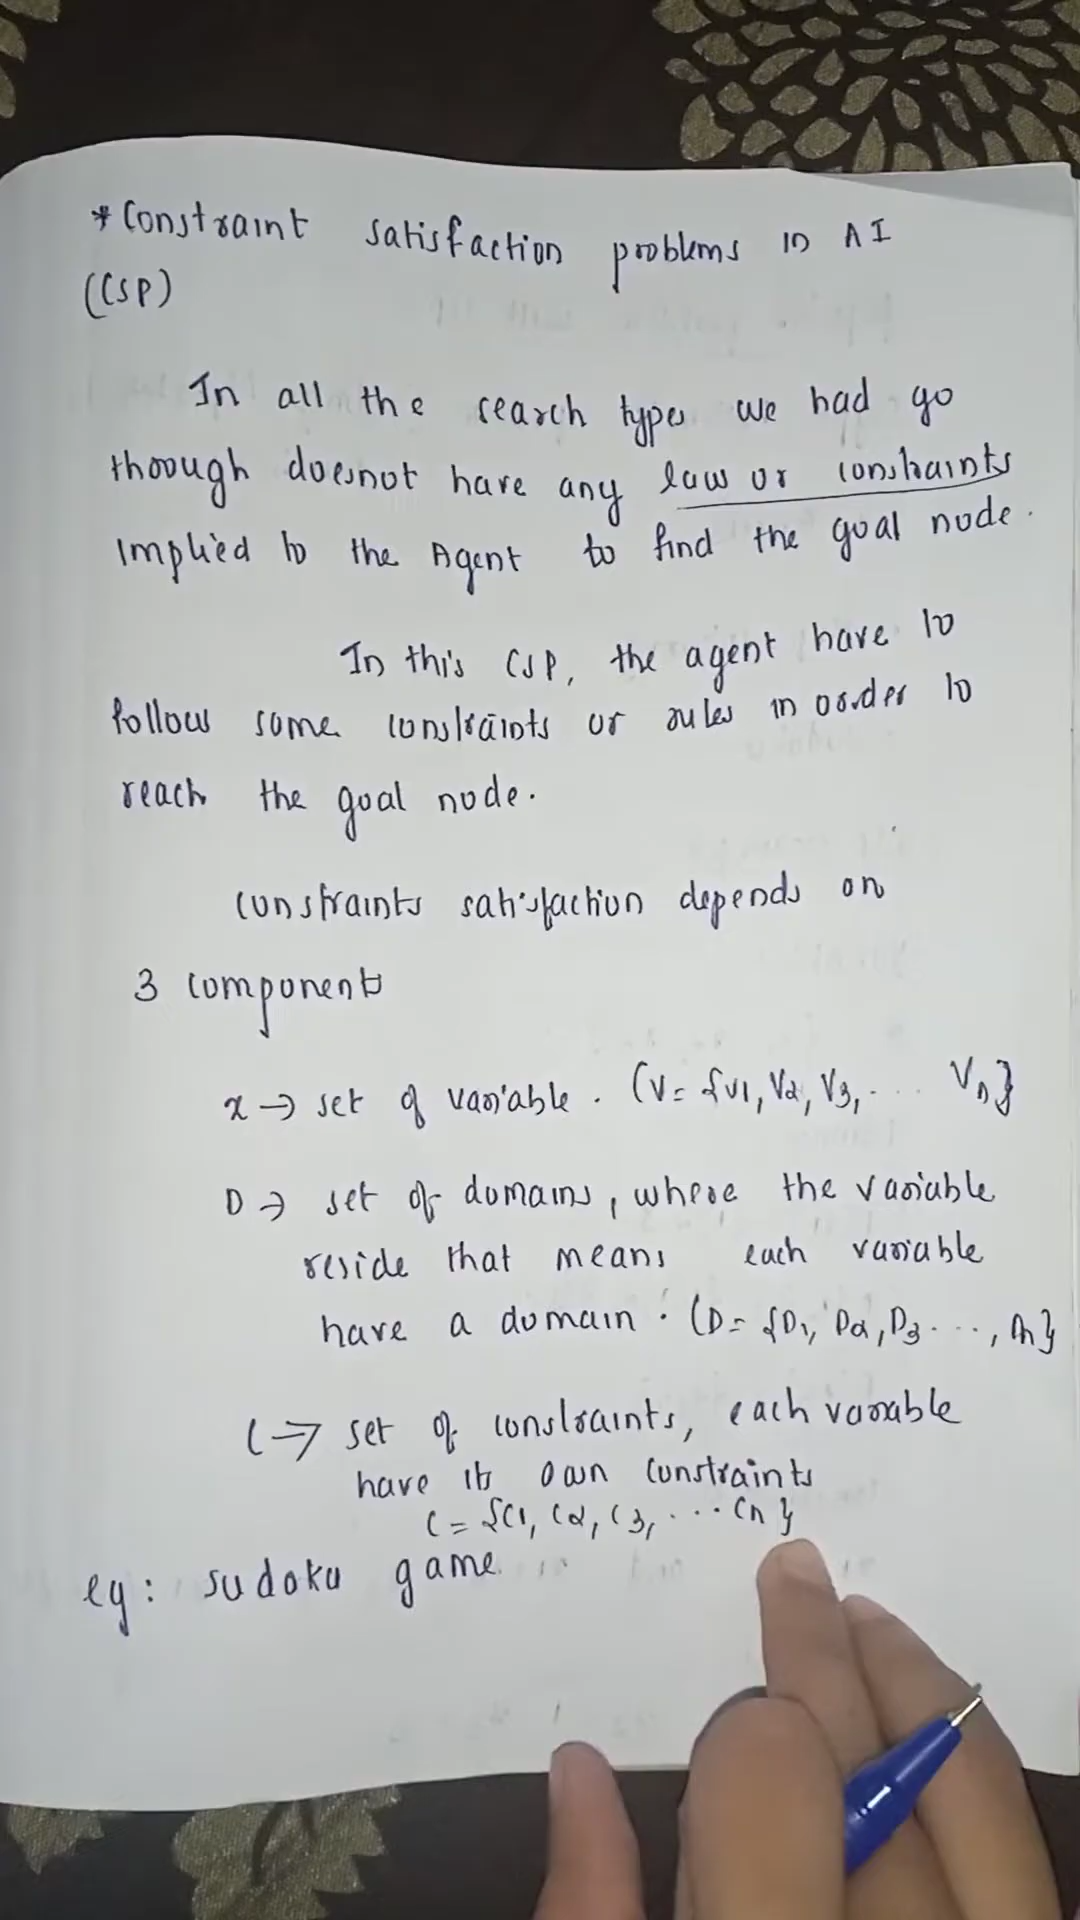 * Constraint satisfaction problems in AI
(CSP)
In all the search types we had go
through doesnot have any law or constraints
Implied to the Agent to find the goal node.
In this CSP, the agent have to
follow some constraints or rules in order to
reach the goal node.
constraints satisfaction depends on
3 components
x → set of variable. (V= {V1, V2, V3, .... Vn}
D → set of domains, where the variable
reside that means each variable
have a domain. (D= {D1, D2, D3...., Dn}
C → set of constraints, each variable
have its own constraints
C = {C1, C2, C3, ... Cn}
eg: sudoku game